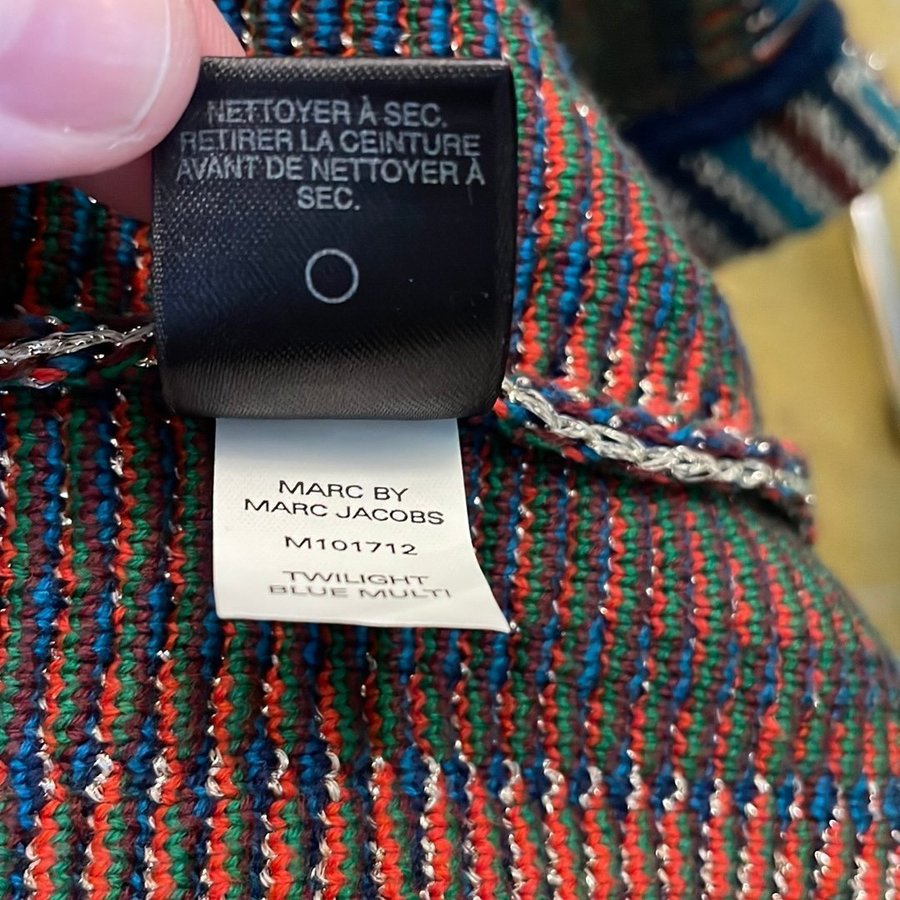 NETTOYER À SEC.
RETIRER LA CEINTURE
AVANT DE NETTOYER À
SEC.
MARC BY
MARC JACOBS
M101712
TWILIGHT
BLUE MULTI